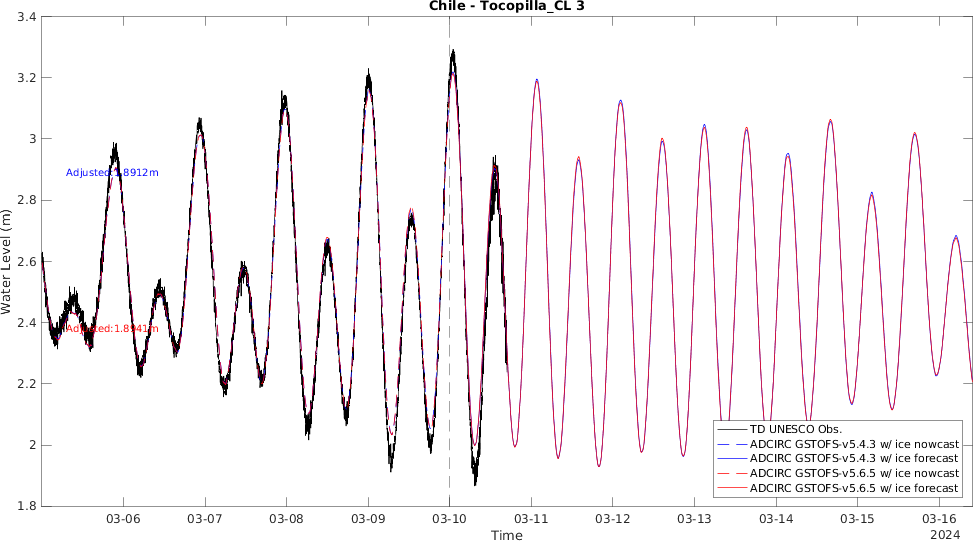 Chile - Tocopilla_CL 3
3.4
3.2
3
2.8
2.6
2.4
2.2
2
1.8
Water Level (m)
Adjusted:1.8912m
Adjusted:1.8941m
TD UNESCO Obs.
ADCIRC GSTOFS-v5.4.3 w/ ice nowcast
ADCIRC GSTOFS-v5.4.3 w/ ice forecast
ADCIRC GSTOFS-v5.6.5 w/ ice nowcast
ADCIRC GSTOFS-v5.6.5 w/ ice forecast
03-06 03-07 03-08 03-09 03-10 03-11 03-12 03-13 03-14 03-15 03-16
Time
2024